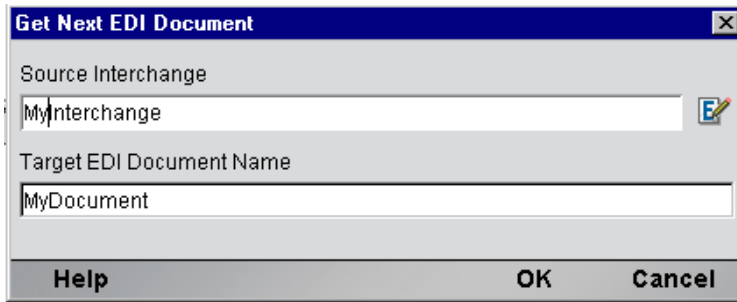 Get Next EDI Document
Source Interchange
MyInterchange
Target EDI Document Name
MyDocument
Help OK Cancel